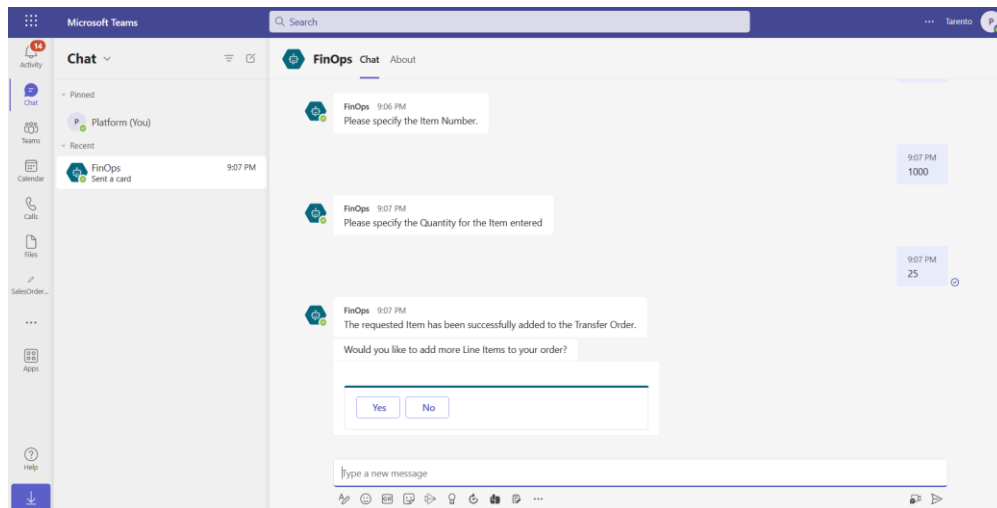 Microsoft Teams
Search
Tarento
P
14
Activity
Chat
Teams
Calendar
Calls
Files
SalesOrder...
Apps
Help
Chat
Pinned
P Platform (You)
Recent
FinOps 9:07 PM
Sent a card
FinOps Chat About
FinOps 9:06 PM
Please specify the Item Number.
9:07 PM
1000
FinOps 9:07 PM
Please specify the Quantity for the Item entered
9:07 PM
25
FinOps 9:07 PM
The requested Item has been successfully added to the Transfer Order.
Would you like to add more Line Items to your order?
Yes No
Type a new message
GIF